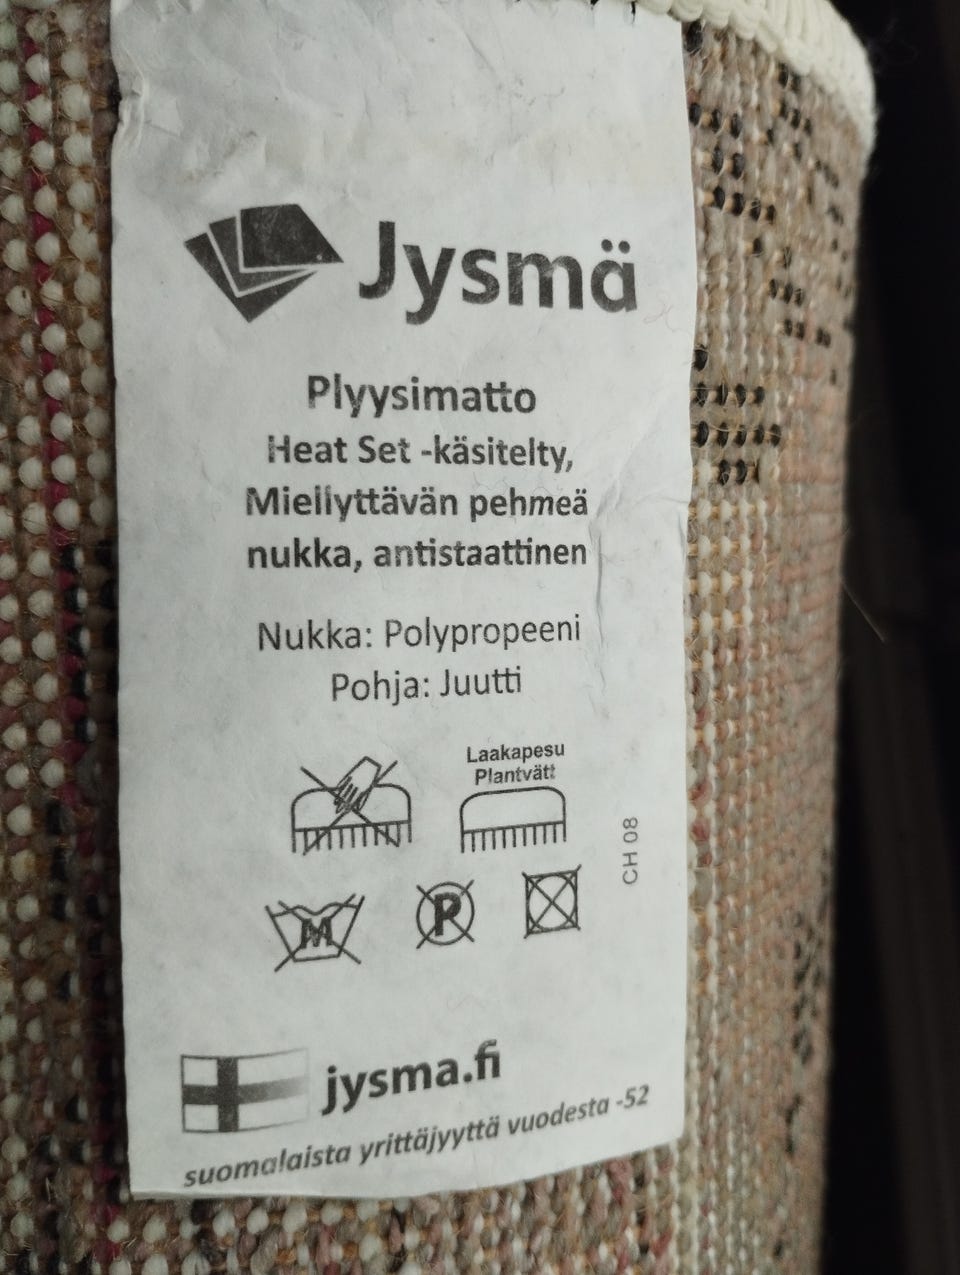 Jysmä
Plyysimatto
Heat Set -käsitelty,
Miellyttävän pehmeä
nukka, antistaattinen
Nukka: Polypropeeni
Pohja: Juutti
Laakapesu
Plantvätt
M
P
CH 08
jysma.fi
suomalaista yrittäjyyttä vuodesta -52